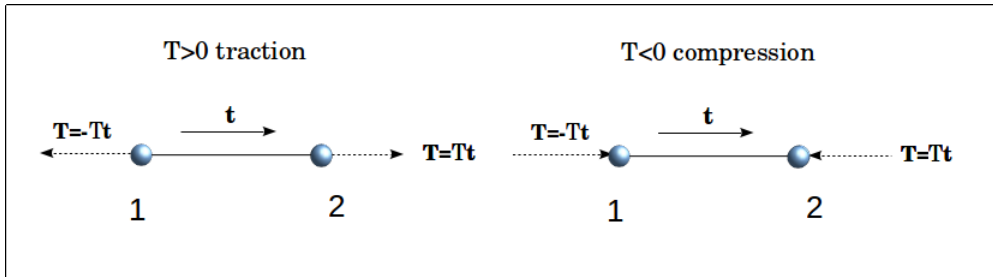 T>0 traction
T<0 compression
t
t
T=-Tt
T=Tt
T=-Tt
T=Tt
1
2
1
2